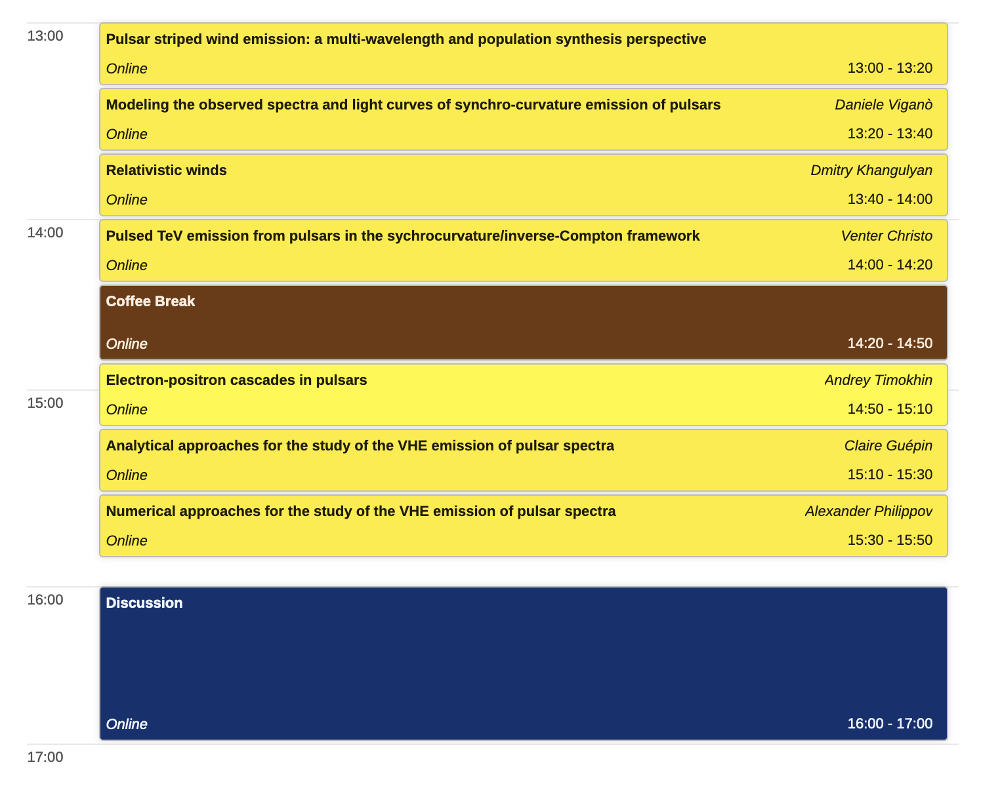 13:00
Pulsar striped wind emission: a multi-wavelength and population synthesis perspective
Online 13:00 - 13:20
Modeling the observed spectra and light curves of synchro-curvature emission of pulsars Daniele Viganò
Online 13:20 - 13:40
Relativistic winds Dmitry Khangulyan
Online 13:40 - 14:00
14:00
Pulsed TeV emission from pulsars in the sychrocurvature/inverse-Compton framework Venter Christo
Online 14:00 - 14:20
Coffee Break
Online 14:20 - 14:50
Electron-positron cascades in pulsars Andrey Timokhin
15:00
Online 14:50 - 15:10
Analytical approaches for the study of the VHE emission of pulsar spectra Claire Guépin
Online 15:10 - 15:30
Numerical approaches for the study of the VHE emission of pulsar spectra Alexander Philippov
Online 15:30 - 15:50
16:00
Discussion
Online 16:00 - 17:00
17:00